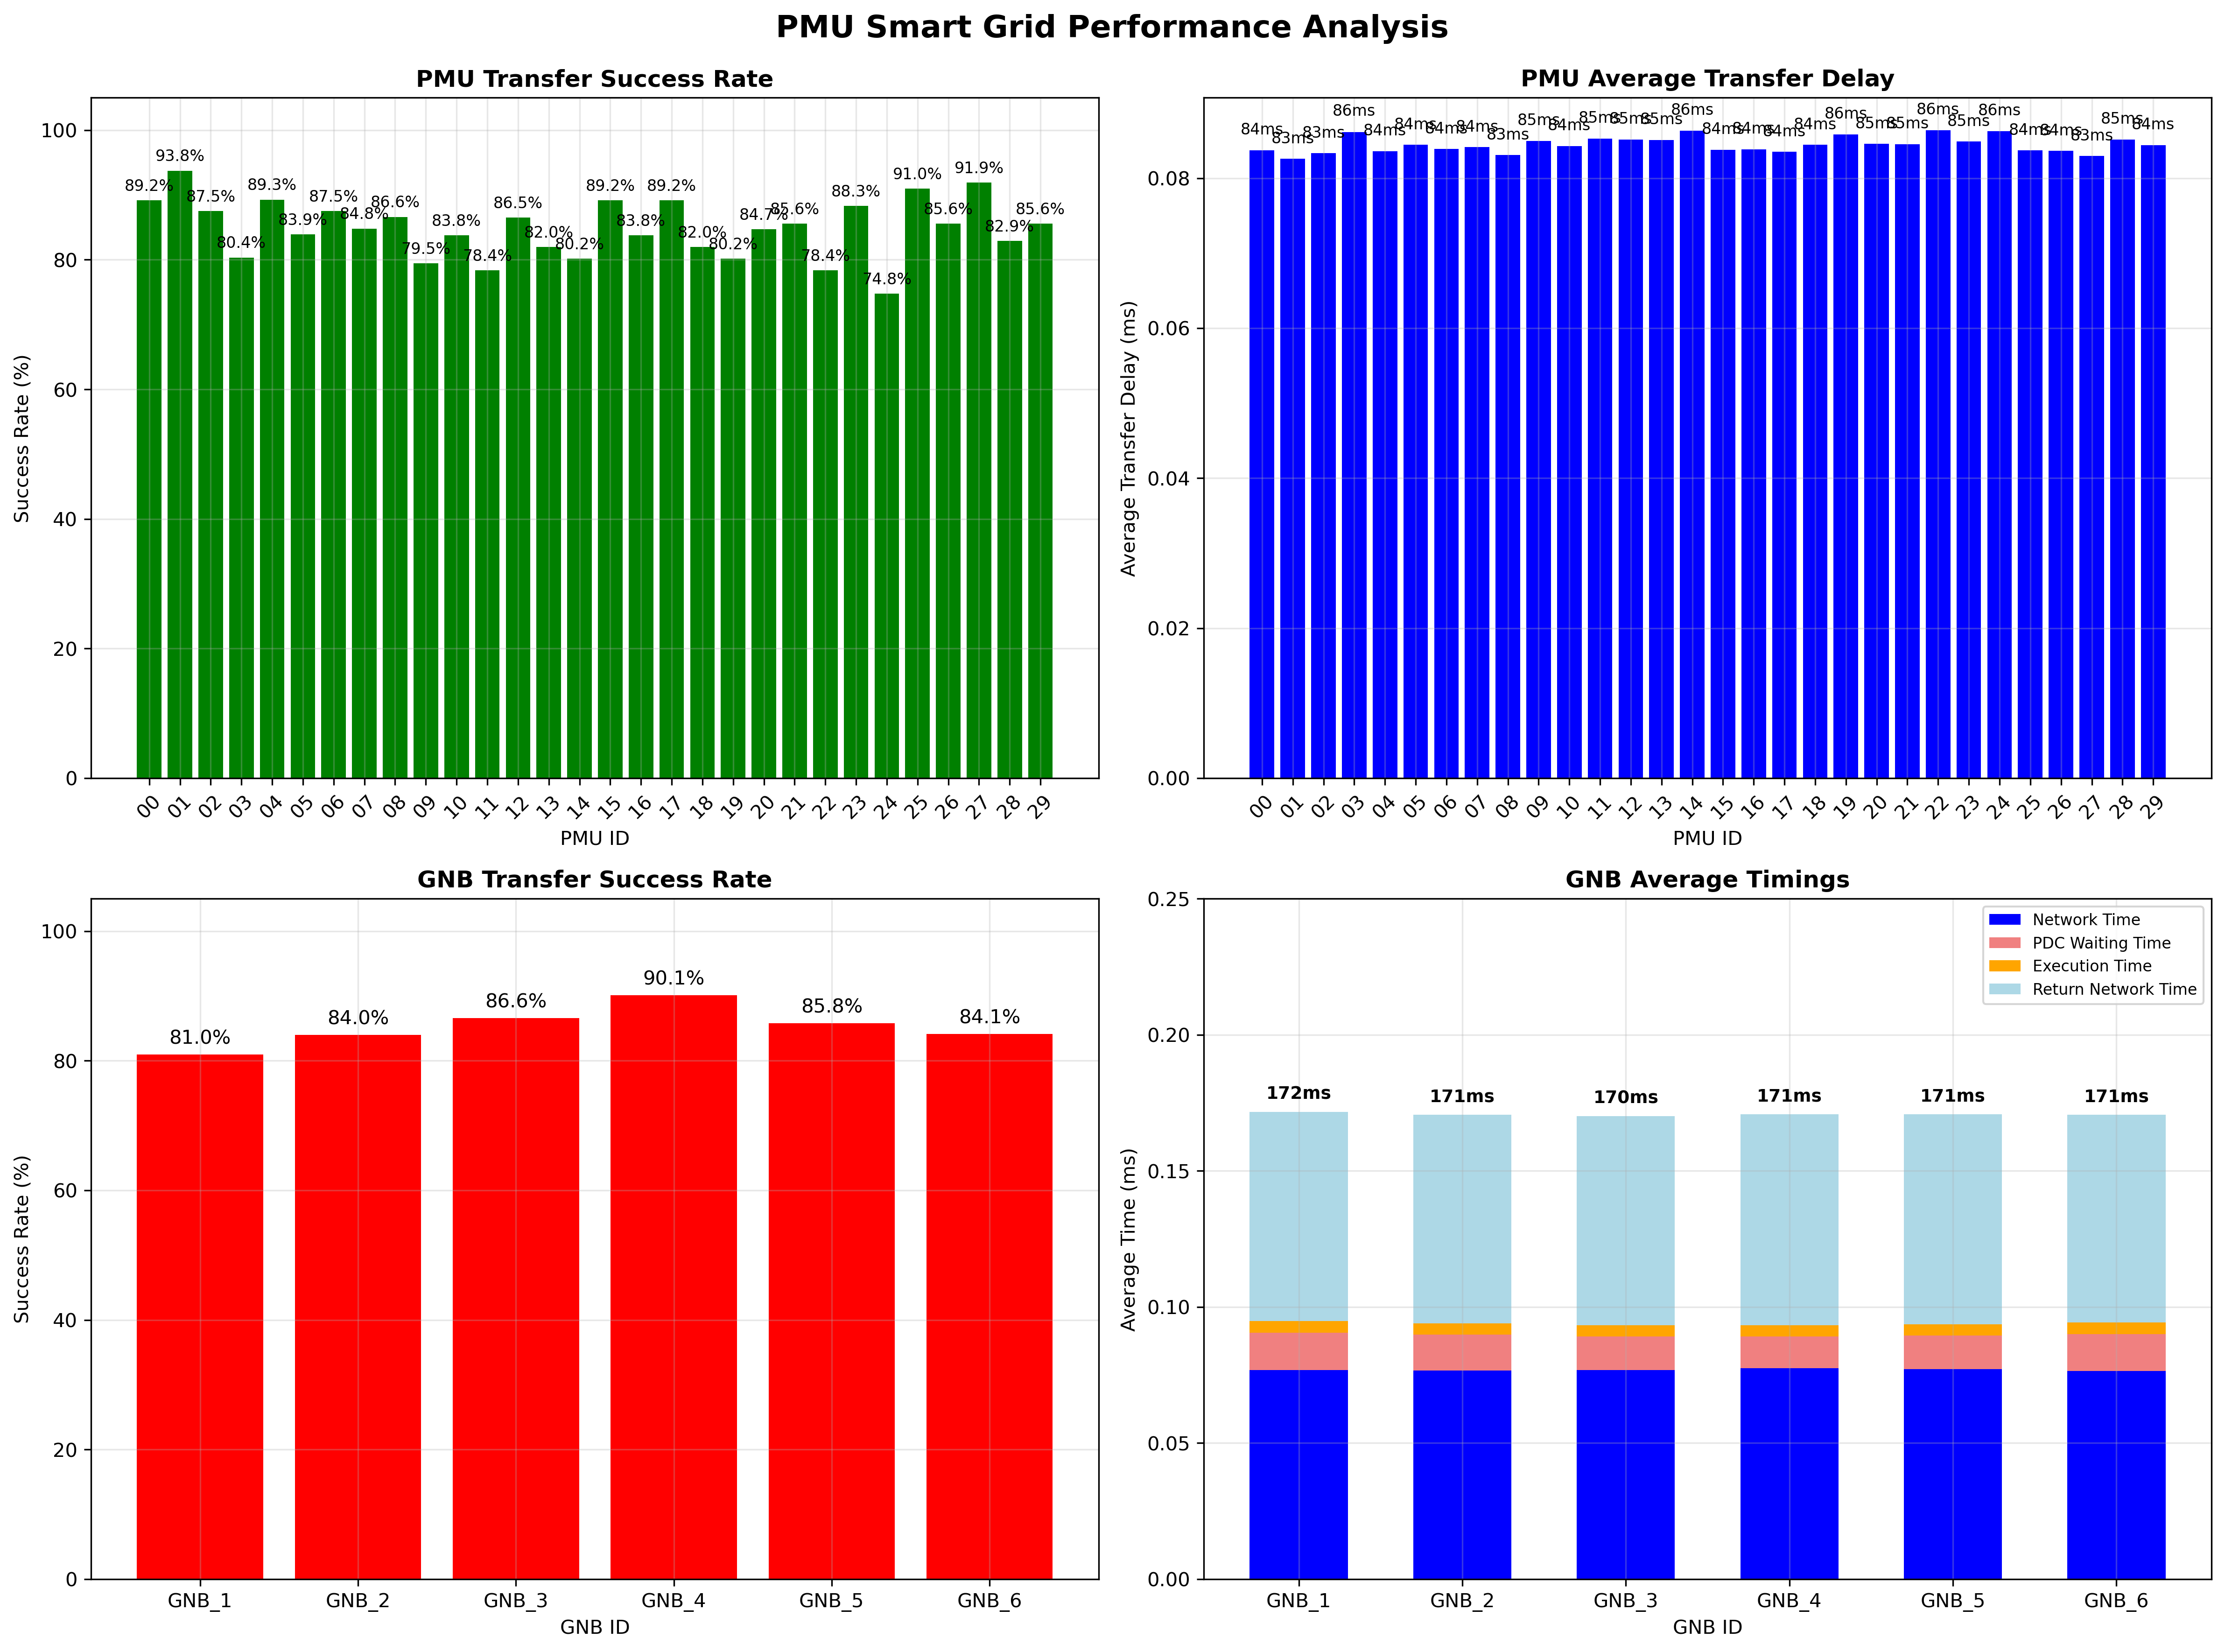 PMU Smart Grid Performance Analysis
PMU Transfer Success Rate
Success Rate (%)
100
80
60
40
20
0
89.2%
93.8%
87.5%
80.4%
89.3%
83.9%
87.5%
84.8%
86.6%
79.5%
83.8%
78.4%
86.5%
82.0%
80.2%
89.2%
83.8%
89.2%
82.0%
80.2%
84.7%
85.6%
78.4%
88.3%
74.8%
91.0%
85.6%
91.9%
82.9%
85.6%
00 01 02 03 04 05 06 07 08 09 10 11 12 13 14 15 16 17 18 19 20 21 22 23 24 25 26 27 28 29
PMU ID
PMU Average Transfer Delay
Average Transfer Delay (ms)
0.08
0.06
0.04
0.02
0.00
84ms
83ms
83ms
86ms
84ms
84ms
84ms
84ms
83ms
85ms
84ms
85ms
85ms
85ms
86ms
84ms
84ms
84ms
84ms
86ms
85ms
85ms
86ms
85ms
86ms
84ms
84ms
83ms
85ms
84ms
00 01 02 03 04 05 06 07 08 09 10 11 12 13 14 15 16 17 18 19 20 21 22 23 24 25 26 27 28 29
PMU ID
GNB Transfer Success Rate
Success Rate (%)
100
80
60
40
20
0
81.0%
84.0%
86.6%
90.1%
85.8%
84.1%
GNB_1 GNB_2 GNB_3 GNB_4 GNB_5 GNB_6
GNB ID
GNB Average Timings
Average Time (ms)
0.25
0.20
0.15
0.10
0.05
0.00
Network Time
PDC Waiting Time
Execution Time
Return Network Time
172ms
171ms
170ms
171ms
171ms
171ms
GNB_1 GNB_2 GNB_3 GNB_4 GNB_5 GNB_6
GNB ID